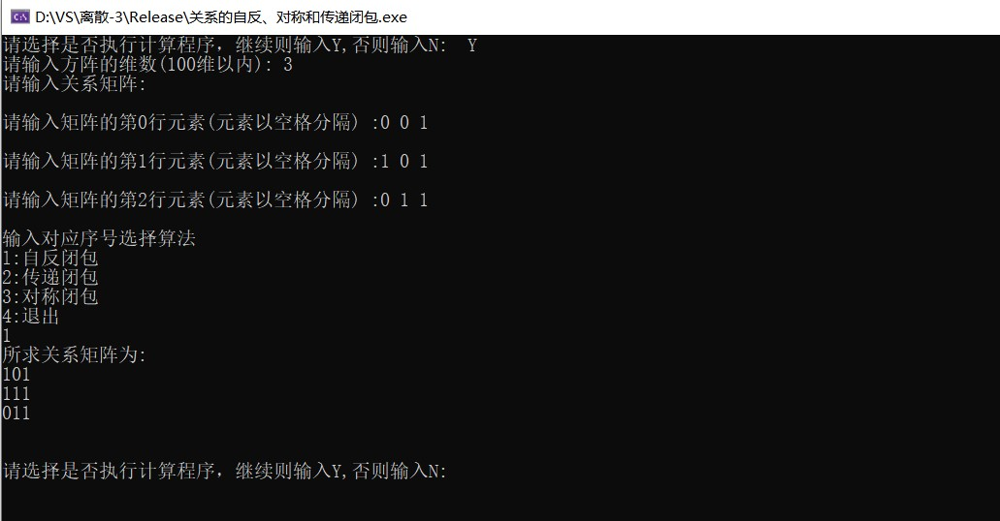 D:\VS\离散-3\Release\关系的自反、对称和传递闭包.exe
请选择是否执行计算程序，继续则输入Y,否则输入N:  Y
请输入方阵的维数(100维以内): 3
请输入关系矩阵:
请输入矩阵的第0行元素(元素以空格分隔) :0 0 1
请输入矩阵的第1行元素(元素以空格分隔) :1 0 1
请输入矩阵的第2行元素(元素以空格分隔) :0 1 1
输入对应序号选择算法
1:自反闭包
2:传递闭包
3:对称闭包
4:退出
1
所求关系矩阵为:
101
111
011
请选择是否执行计算程序，继续则输入Y,否则输入N: